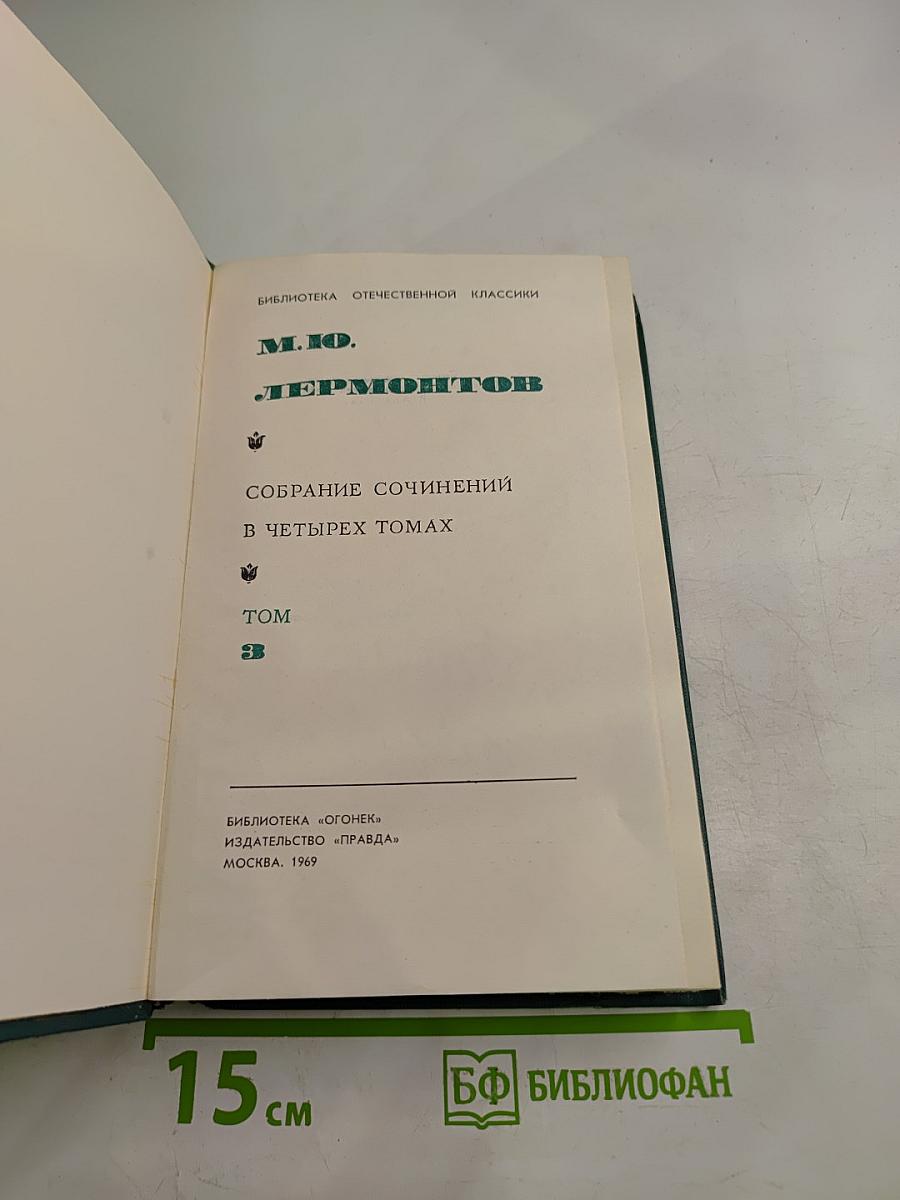 БИБЛИОТЕКА ОТЕЧЕСТВЕННОЙ КЛАССИКИ
М. Ю.
ЛЕРМОНТОВ
СОБРАНИЕ СОЧИНЕНИЙ
В ЧЕТЫРЕХ ТОМАХ
ТОМ
3
БИБЛИОТЕКА «ОГОНЕК»
ИЗДАТЕЛЬСТВО «ПРАВДА»
МОСКВА. 1969
15 см
БФ БИБЛИОФАН